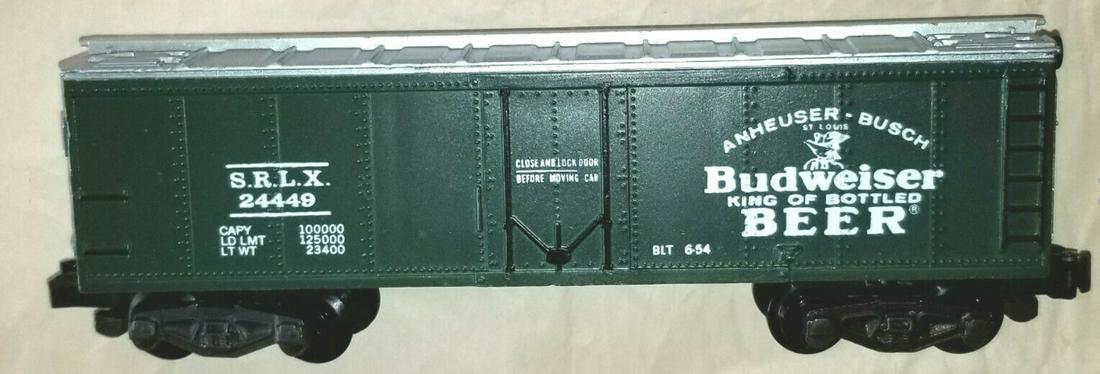 S.R.L.X.
24449
CAPY 100000
LD LMT 125000
LT WT 23400
CLOSE AND LOCK DOOR
BEFORE MOVING CAR
ANHEUSER-BUSCH
ST LOUIS
Budweiser
KING OF BOTTLED
BEER®
BLT 6-54